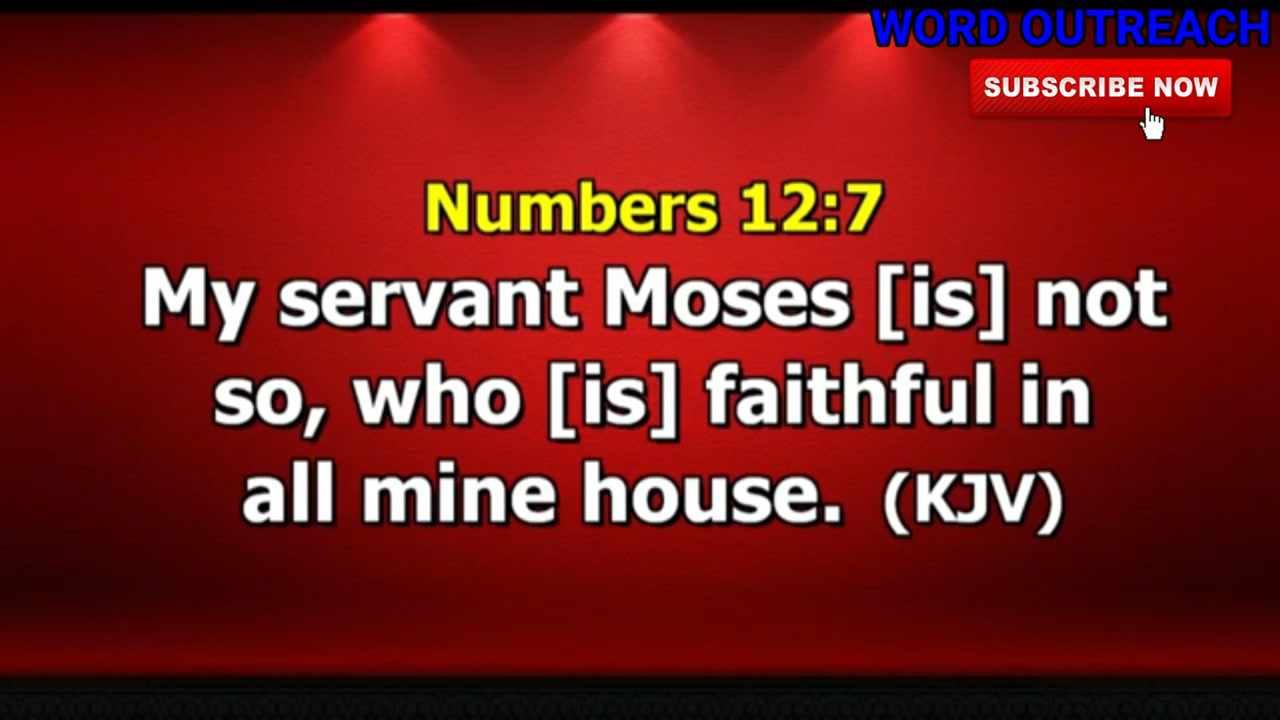 WORD OUTREACH
SUBSCRIBE NOW
Numbers 12:7
My servant Moses [is] not
so, who [is] faithful in
all mine house. (KJV)